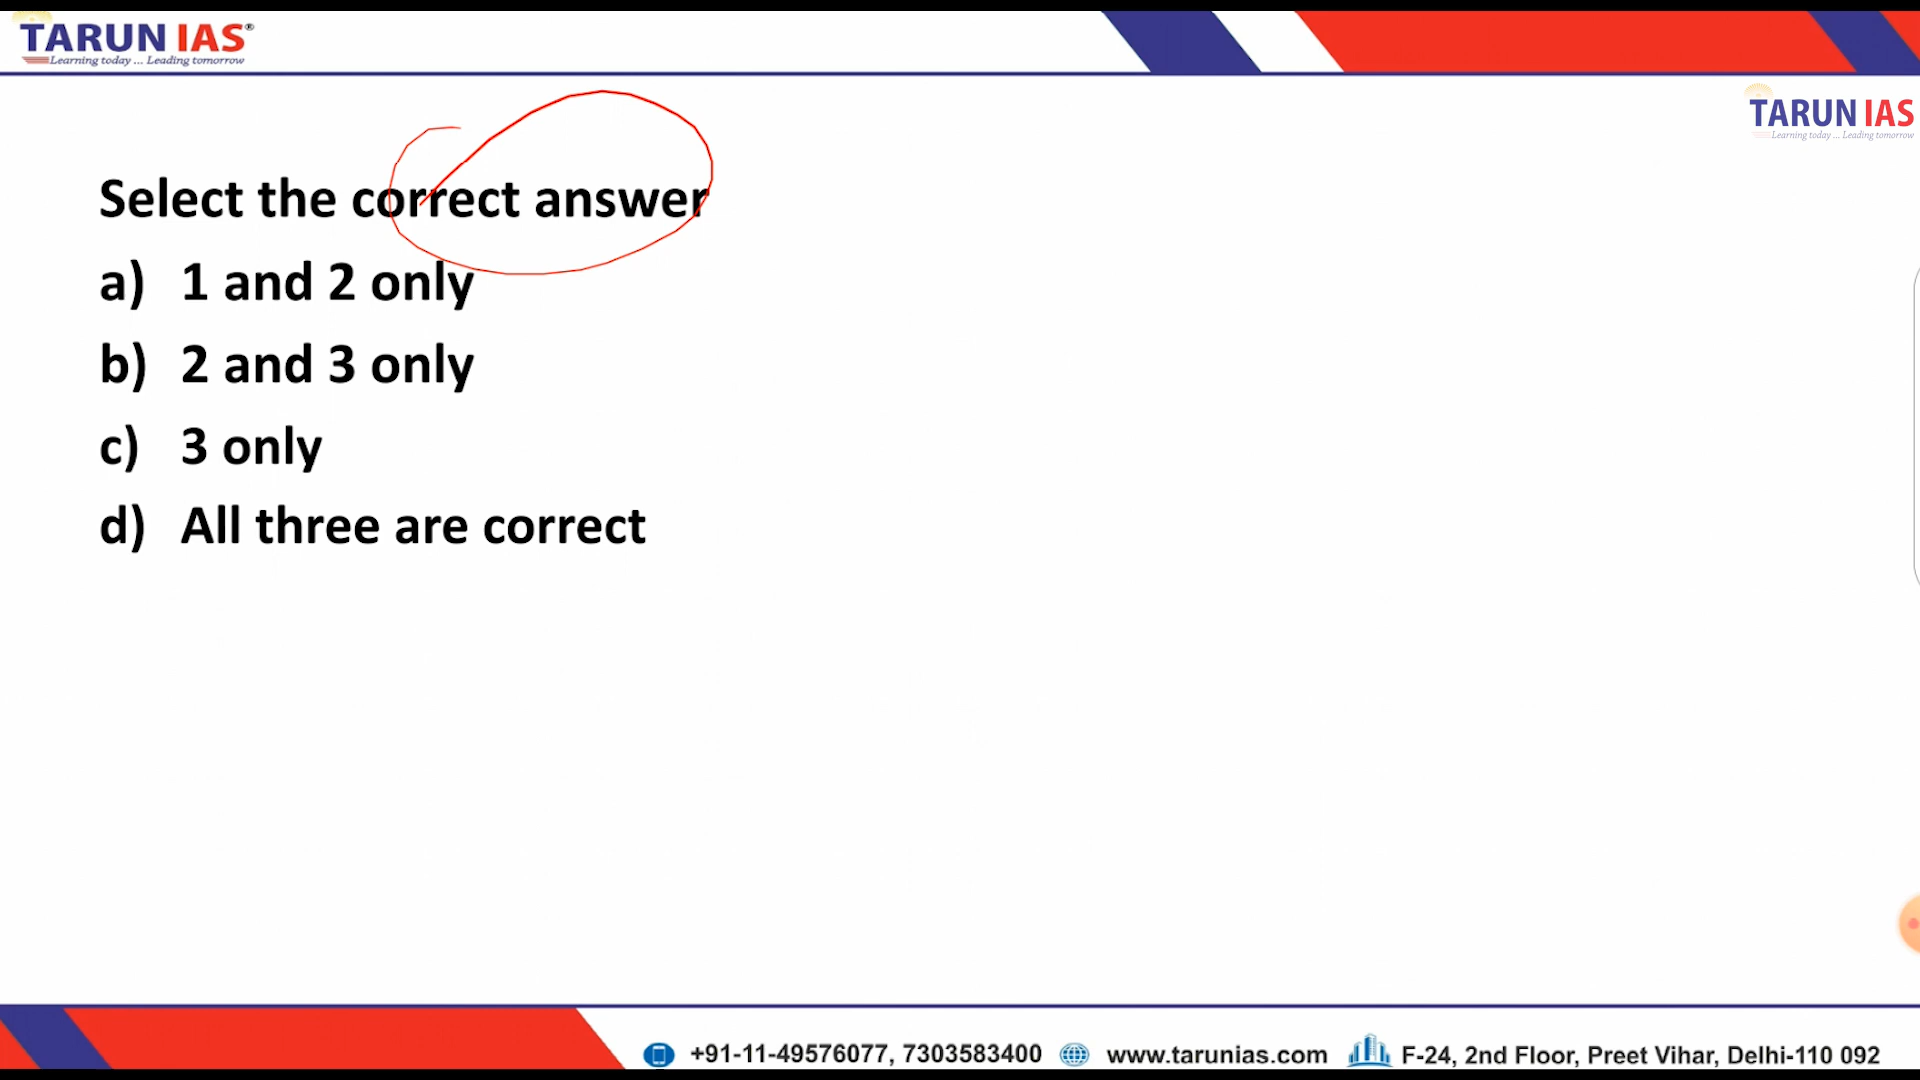 TARUN IAS®
Learning today ... Leading tomorrow
TARUN IAS
Learning today ... Leading tomorrow
Select the correct answer
a) 1 and 2 only
b) 2 and 3 only
c) 3 only
d) All three are correct
+91-11-49576077, 7303583400 www.tarunias.com F-24, 2nd Floor, Preet Vihar, Delhi-110 092